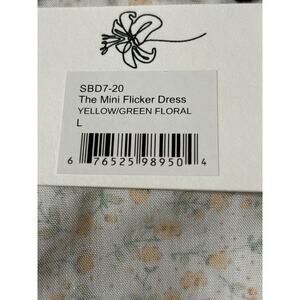 SBD7-20
The Mini Flicker Dress
YELLOW/GREEN FLORAL
L
6 76525 98950 4